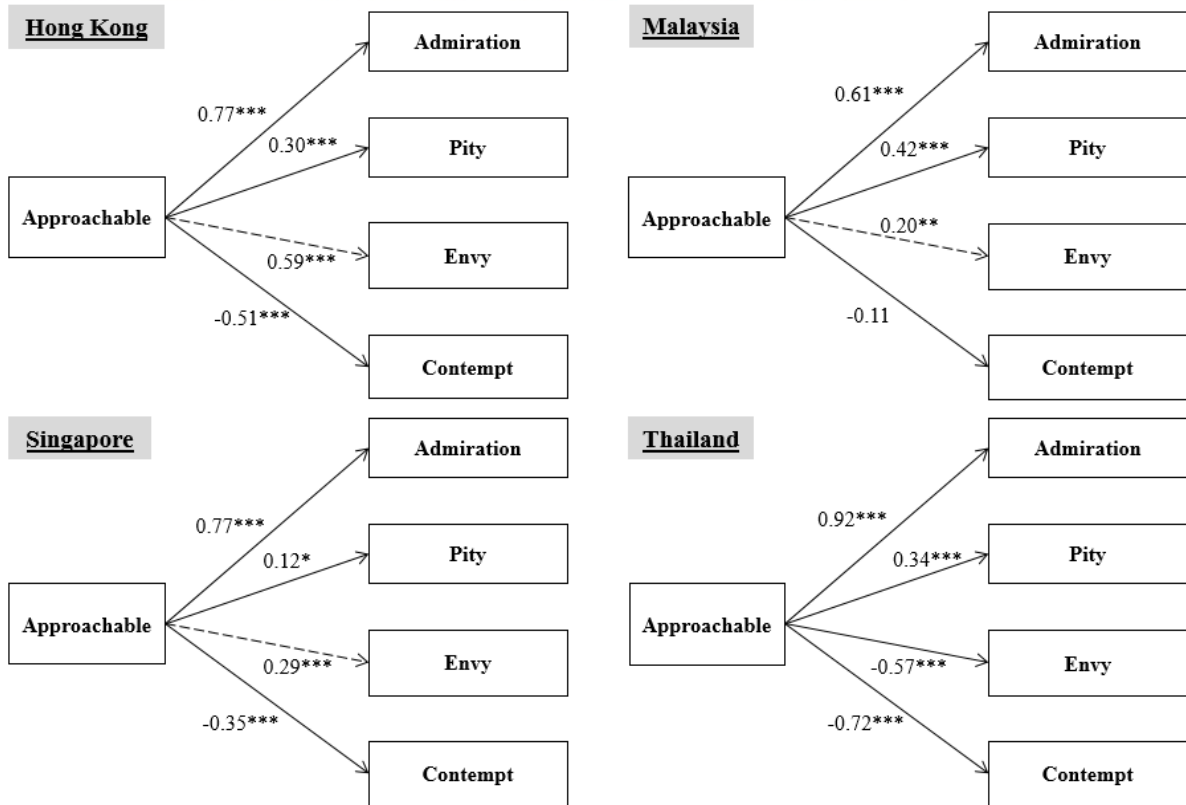 Hong Kong
Admiration
0.77***
0.30***
Pity
Approachable
Envy
0.59***
-0.51***
Contempt
Malaysia
Admiration
0.61***
0.42***
Pity
Approachable
0.20**
Envy
-0.11
Contempt
Singapore
Admiration
0.77***
0.12*
Pity
Approachable
Envy
0.29***
-0.35***
Contempt
Thailand
Admiration
0.92***
0.34***
Pity
Approachable
Envy
-0.57***
-0.72***
Contempt